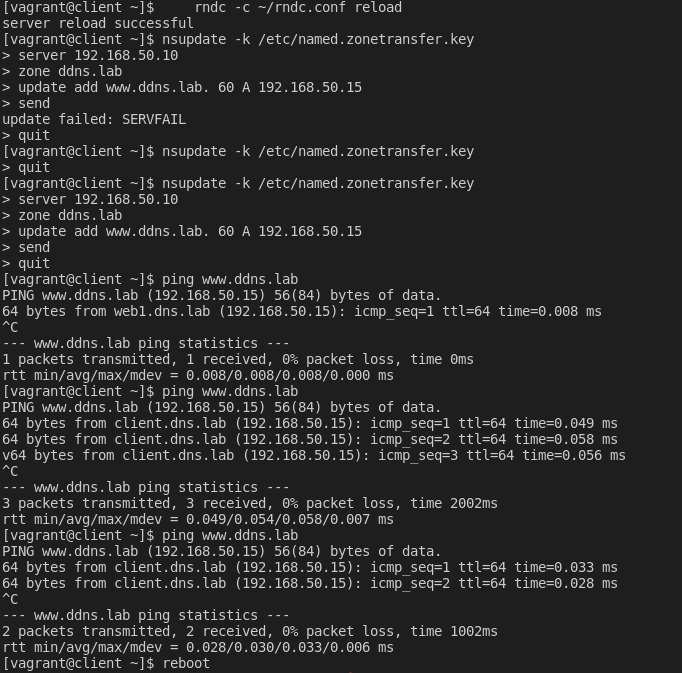 [vagrant@client ~]$     rndc -c ~/rndc.conf reload
server reload successful
[vagrant@client ~]$ nsupdate -k /etc/named.zonetransfer.key
> server 192.168.50.10
> zone ddns.lab
> update add www.ddns.lab. 60 A 192.168.50.15
> send
update failed: SERVFAIL
> quit
[vagrant@client ~]$ nsupdate -k /etc/named.zonetransfer.key
> quit
[vagrant@client ~]$ nsupdate -k /etc/named.zonetransfer.key
> server 192.168.50.10
> zone ddns.lab
> update add www.ddns.lab. 60 A 192.168.50.15
> send
> quit
[vagrant@client ~]$ ping www.ddns.lab
PING www.ddns.lab (192.168.50.15) 56(84) bytes of data.
64 bytes from web1.dns.lab (192.168.50.15): icmp_seq=1 ttl=64 time=0.008 ms
^C
--- www.ddns.lab ping statistics ---
1 packets transmitted, 1 received, 0% packet loss, time 0ms
rtt min/avg/max/mdev = 0.008/0.008/0.008/0.000 ms
[vagrant@client ~]$ ping www.ddns.lab
PING www.ddns.lab (192.168.50.15) 56(84) bytes of data.
64 bytes from client.dns.lab (192.168.50.15): icmp_seq=1 ttl=64 time=0.049 ms
64 bytes from client.dns.lab (192.168.50.15): icmp_seq=2 ttl=64 time=0.058 ms
v64 bytes from client.dns.lab (192.168.50.15): icmp_seq=3 ttl=64 time=0.056 ms
^C
--- www.ddns.lab ping statistics ---
3 packets transmitted, 3 received, 0% packet loss, time 2002ms
rtt min/avg/max/mdev = 0.049/0.054/0.058/0.007 ms
[vagrant@client ~]$ ping www.ddns.lab
PING www.ddns.lab (192.168.50.15) 56(84) bytes of data.
64 bytes from client.dns.lab (192.168.50.15): icmp_seq=1 ttl=64 time=0.033 ms
64 bytes from client.dns.lab (192.168.50.15): icmp_seq=2 ttl=64 time=0.028 ms
^C
--- www.ddns.lab ping statistics ---
2 packets transmitted, 2 received, 0% packet loss, time 1002ms
rtt min/avg/max/mdev = 0.028/0.030/0.033/0.006 ms
[vagrant@client ~]$ reboot